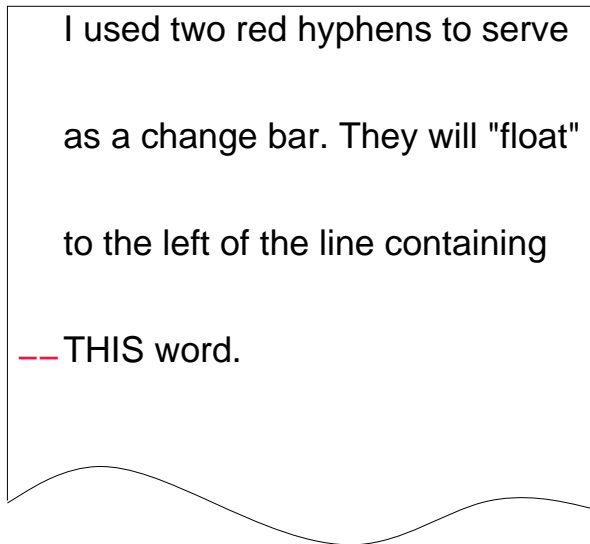 I used two red hyphens to serve
as a change bar. They will "float"
to the left of the line containing
--THIS word.